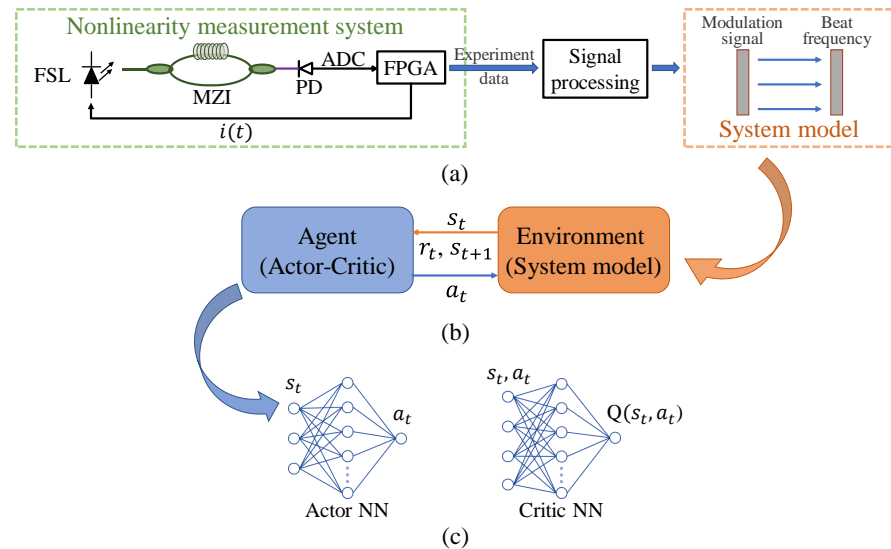 Nonlinearity measurement system
FSL
MZI
PD
ADC
FPGA
i(t)
Experiment
data
Signal
processing
Modulation
signal
Beat
frequency
System model
(a)
Agent
(Actor-Critic)
s_t
r_t, s_{t+1}
a_t
Environment
(System model)
(b)
s_t
a_t
Actor NN
s_t, a_t
Q(s_t, a_t)
Critic NN
(c)